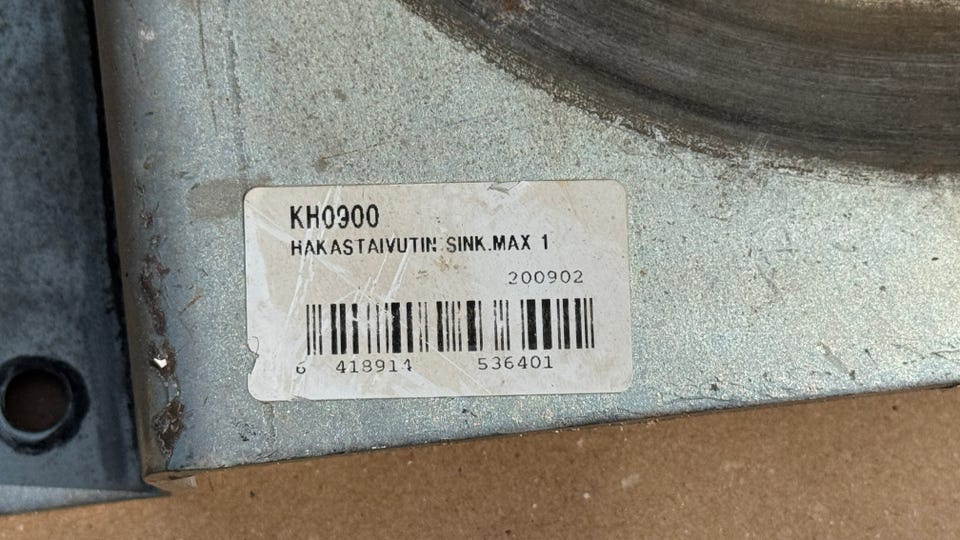 KH0900
HAKASTAIVUTIN SINK.MAX 1
200902
6 418914 536401